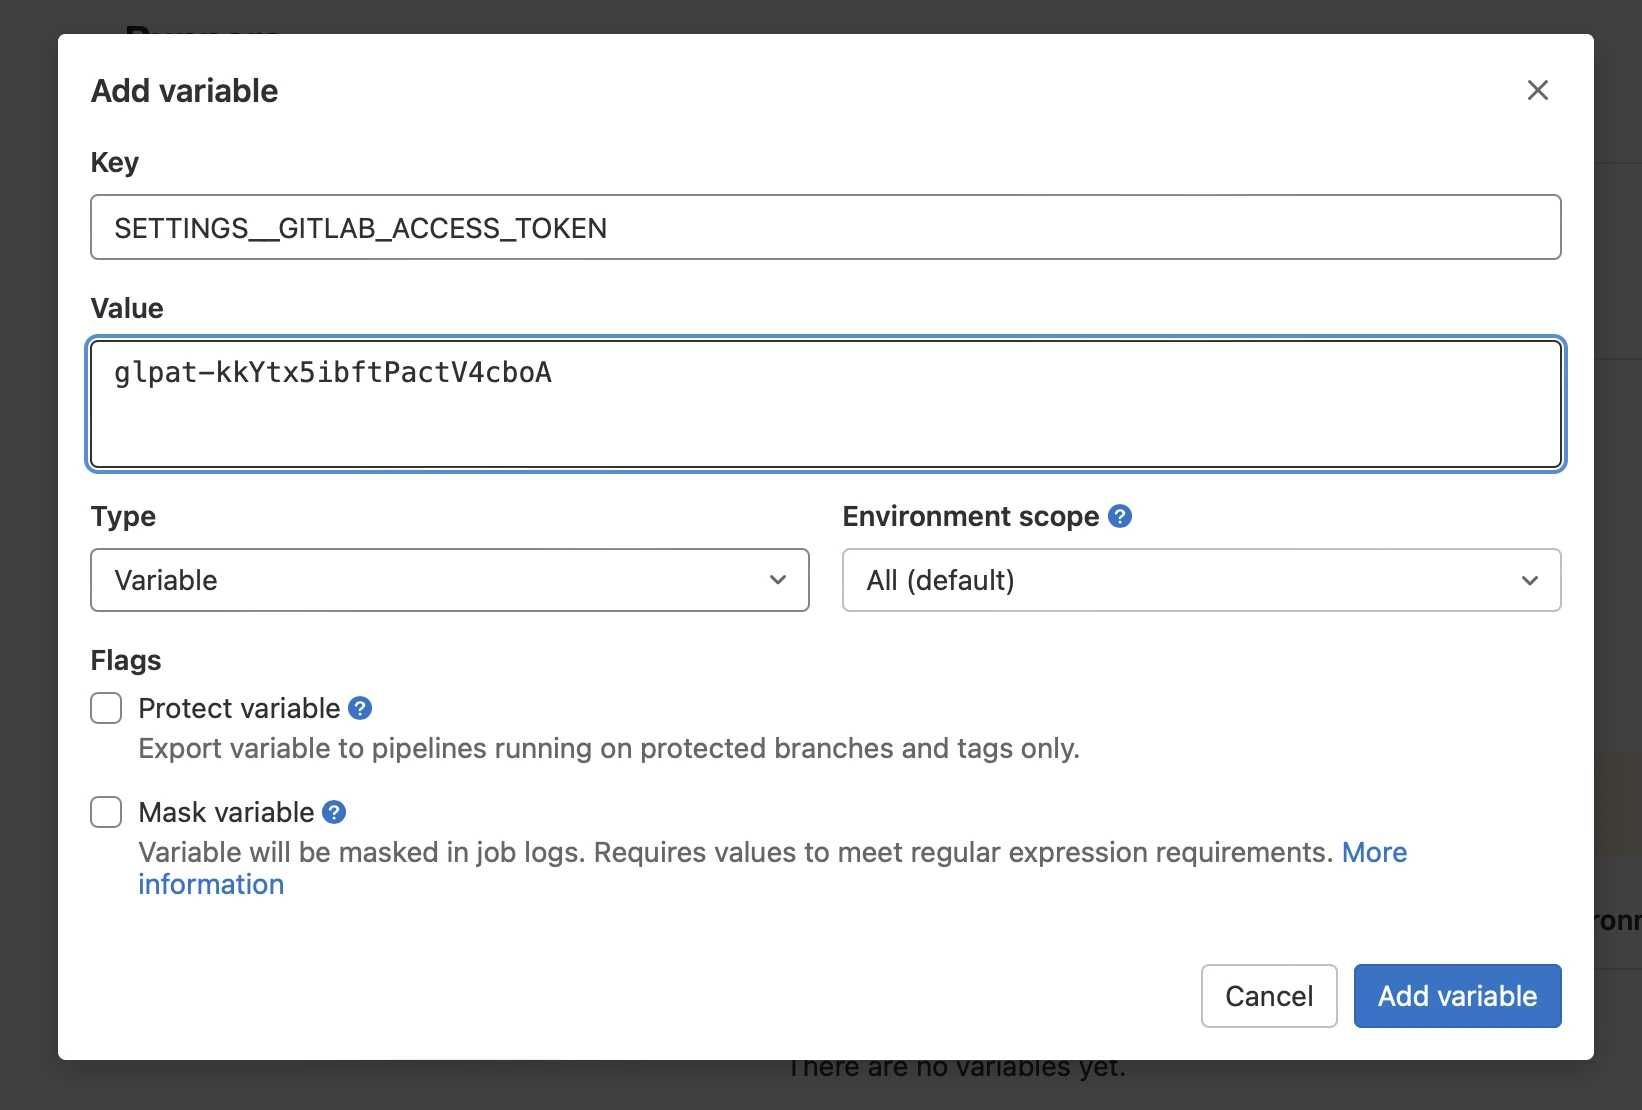 Runners
Add variable
Key
SETTINGS__GITLAB_ACCESS_TOKEN
Value
glpat-kkYtx5ibftPactV4cboA
Type
Environment scope ?
Variable
All (default)
Flags
Protect variable ?
Export variable to pipelines running on protected branches and tags only.
Mask variable ?
Variable will be masked in job logs. Requires values to meet regular expression requirements. More
information
Cancel
Add variable
There are no variables yet.